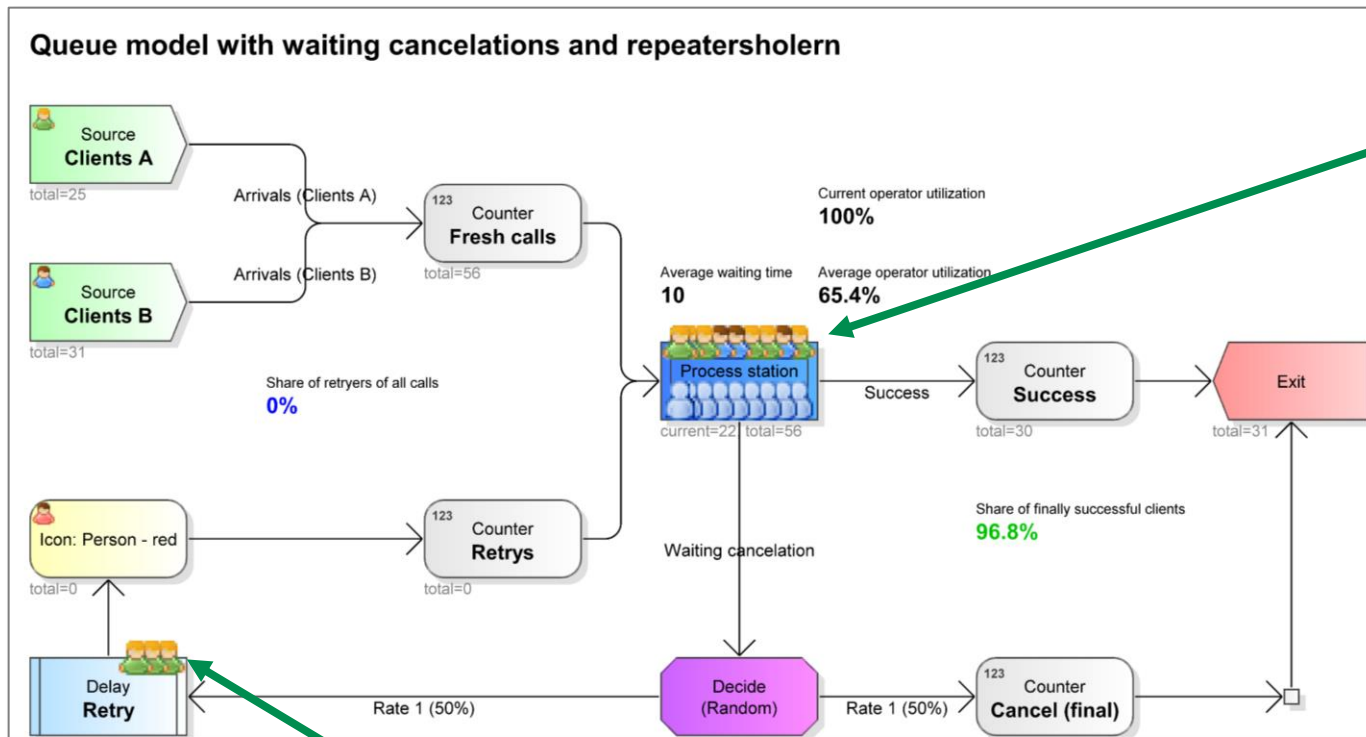 Queue model with waiting cancelations and repeatersholern
Source
Clients A
total=25
Arrivals (Clients A)
123
Counter
Fresh calls
total=56
Current operator utilization
100%
Arrivals (Clients B)
Source
Clients B
total=31
Average waiting time
10
Average operator utilization
65.4%
Share of retryers of all calls
0%
Process station
current=22, total=56
Success
123
Counter
Success
total=30
Exit
total=31
Icon: Person - red
total=0
123
Counter
Retrys
total=0
Waiting cancelation
Share of finally successful clients
96.8%
Delay
Retry
Rate 1 (50%)
Decide
(Random)
Rate 1 (50%)
123
Counter
Cancel (final)